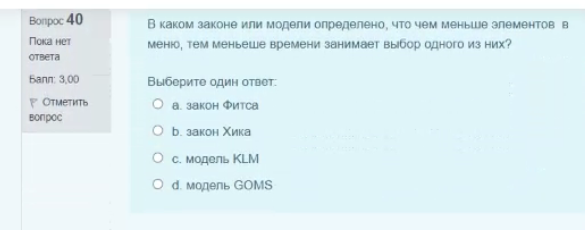 Вопрос 40
Пока нет
ответа
Балл: 3,00
Отметить
вопрос
В каком законе или модели определено, что чем меньше элементов в
меню, тем меньеше времени занимает выбор одного из них?
Выберите один ответ:
a. закон Фитса
b. закон Хика
c. модель KLM
d. модель GOMS